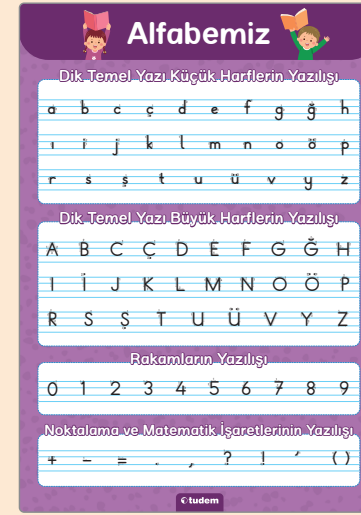 Alfabemiz
Dik Temel Yazı Küçük Harflerin Yazılışı
a b c ç d e f g ğ h
ı i j k l m n o ö p
r s ş t u ü v y z
Dik Temel Yazı Büyük Harflerin Yazılışı
A B C Ç D E F G Ğ H
I İ J K L M N O Ö P
R S Ş T U Ü V Y Z
Rakamların Yazılışı
0 1 2 3 4 5 6 7 8 9
Noktalama ve Matematik İşaretlerinin Yazılışı
+ − = . , ? ! ′ ( )
tudem